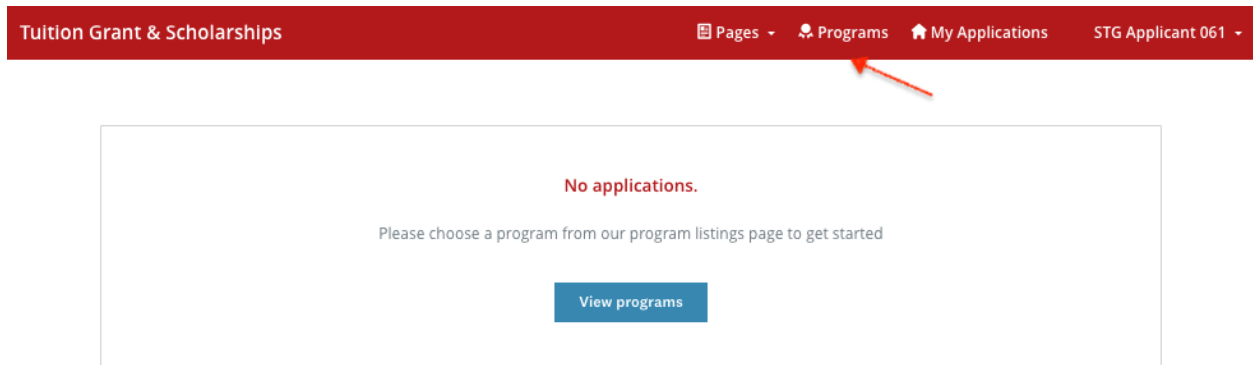 Tuition Grant & Scholarships Pages Programs My Applications STG Applicant 061
No applications.
Please choose a program from our program listings page to get started
View programs